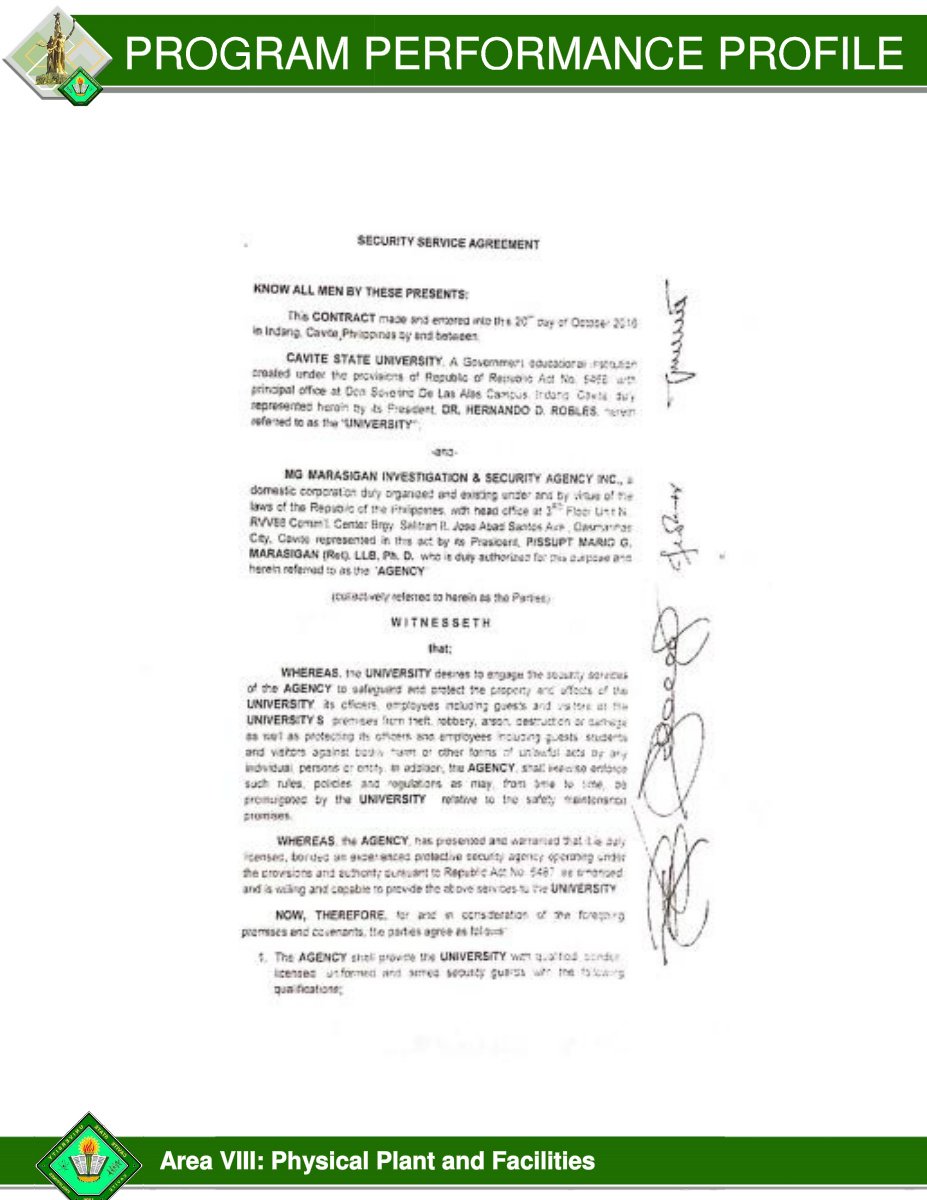 PROGRAM PERFORMANCE PROFILE
SECURITY SERVICE AGREEMENT
KNOW ALL MEN BY THESE PRESENTS:
This CONTRACT made and entered into this 20 day of October 2016
in Indang, Cavite, Philippines by and between:
CAVITE STATE UNIVERSITY, A Government educational institution
created under the provisions of Republic of Republic Act No. with
principal office at Don Severino De Las Alas Campus, Indang, Cavite, duly
represented herein by its President, DR. HERNANDO D. ROBLES, herein
referred to as the "UNIVERSITY";
-and-
MG MARASIGAN INVESTIGATION & SECURITY AGENCY INC., a
domestic corporation duly organized and existing under and by virtue of the
laws of the Republic of the Philippines, with head office at 3RD Floor Unit N
Center Brgy. Salitran II, Jose Abad Santos Ave., Dasmarinas
City, Cavite represented in this act by its President, P/SSUPT MARIO G.
MARASIGAN (Ret), LLB, Ph. D. who is duly authorized for this purpose and
herein referred to as the "AGENCY"
(collectively referred to herein as the Parties)
WITNESSETH
that;
WHEREAS, the UNIVERSITY desires to engage the security services
of the AGENCY to safeguard and protect the property and effects of the
UNIVERSITY, its officers, employees including guests and visitors at the
UNIVERSITY'S premises from theft, robbery, arson, destruction or damage
as well as protecting its officers and employees including guests, students
and visitors against bodily harm or other forms of unlawful acts by any
individual, persons or entity. In addition, the AGENCY, shall likewise enforce
such rules, policies and regulations as may, from time to time, be
promulgated by the UNIVERSITY relative to the safety maintenance
premises.
WHEREAS, the AGENCY, has presented and warranted that it is duly
licensed, bonded an experienced protective security agency operating under
the provisions and authority pursuant to Republic Act No. 5487 as amended,
and is willing and capable to provide the above services to the UNIVERSITY
NOW, THEREFORE, for and in consideration of the foregoing
premises and covenants, the parties agree as follows"
1. The AGENCY shall provide the UNIVERSITY with qualified,
licensed, uniformed and armed security guards with the following
qualifications;
Area VIII: Physical Plant and Facilities